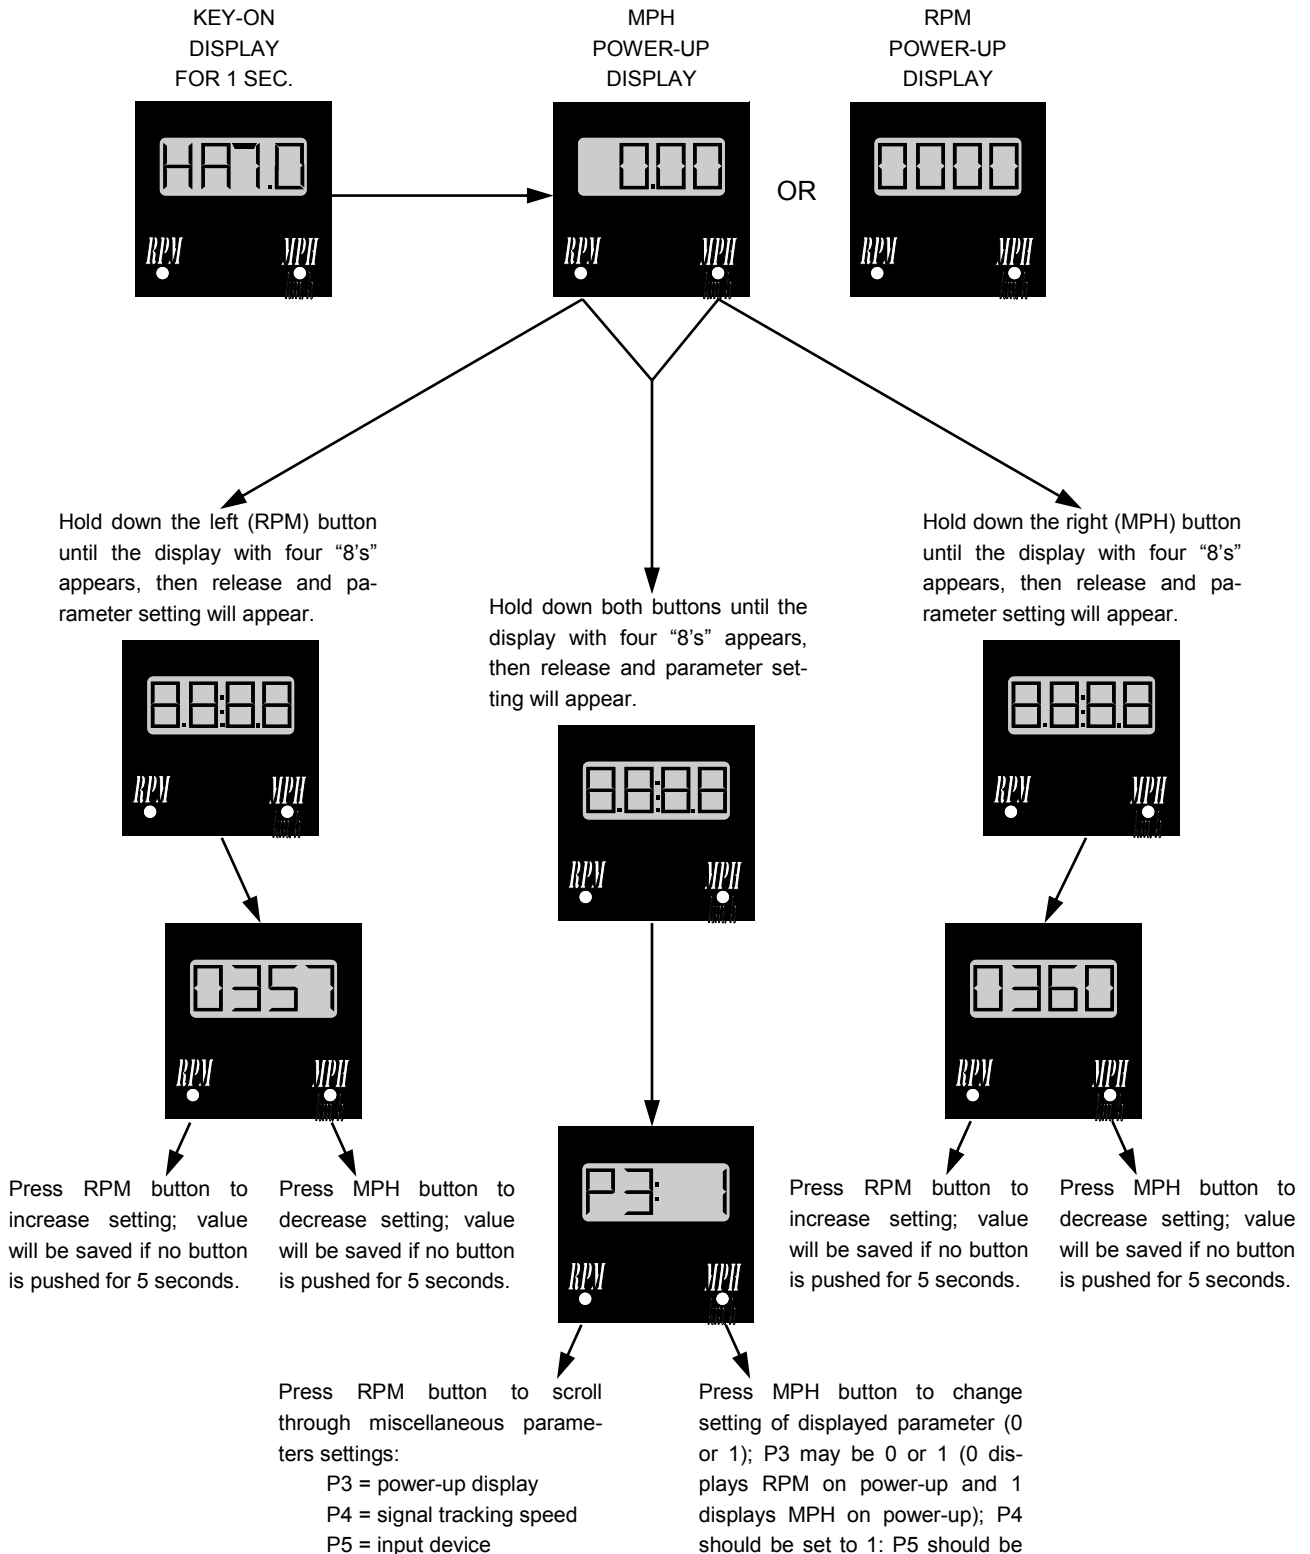 KEY-ON
DISPLAY
FOR 1 SEC.
MPH
POWER-UP
DISPLAY
RPM
POWER-UP
DISPLAY
HA7.0
RPM
MPH
0.00
RPM
MPH
OR
0000
RPM
MPH
Hold down the left (RPM) button
until the display with four “8’s”
appears, then release and pa-
rameter setting will appear.
Hold down both buttons until the
display with four “8’s” appears,
then release and parameter set-
ting will appear.
Hold down the right (MPH) button
until the display with four “8’s”
appears, then release and pa-
rameter setting will appear.
8.8:8.8
RPM
MPH
8.8:8.8
RPM
MPH
8.8:8.8
RPM
MPH
0357
RPM
MPH
P3: 1
RPM
MPH
0360
RPM
MPH
Press RPM button to
increase setting; value
will be saved if no button
is pushed for 5 seconds.
Press MPH button to
decrease setting; value
will be saved if no button
is pushed for 5 seconds.
Press RPM button to
increase setting; value
will be saved if no button
is pushed for 5 seconds.
Press MPH button to
decrease setting; value
will be saved if no button
is pushed for 5 seconds.
Press RPM button to scroll
through miscellaneous parame-
ters settings:
P3 = power-up display
P4 = signal tracking speed
P5 = input device
Press MPH button to change
setting of displayed parameter (0
or 1); P3 may be 0 or 1 (0 dis-
plays RPM on power-up and 1
displays MPH on power-up); P4
should be set to 1: P5 should be